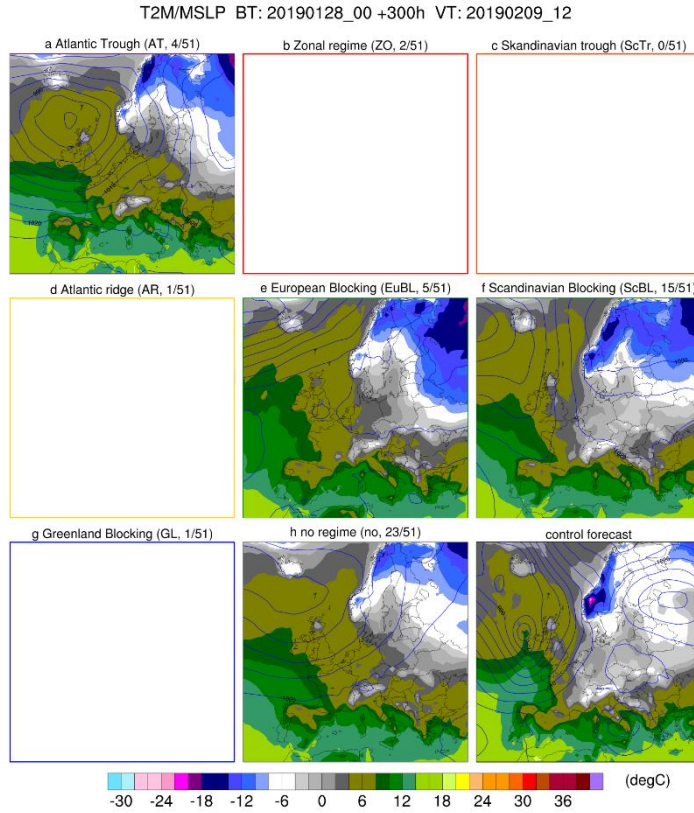 T2M/MSLP BT: 20190128_00 +300h VT: 20190209_12
a Atlantic Trough (AT, 4/51)
b Zonal regime (ZO, 2/51)
c Skandinavian trough (ScTr, 0/51)
d Atlantic ridge (AR, 1/51)
e European Blocking (EuBL, 5/51)
f Scandinavian Blocking (ScBL, 15/51)
g Greenland Blocking (GL, 1/51)
h no regime (no, 23/51)
control forecast
(degC)
-30 -24 -18 -12 -6 0 6 12 18 24 30 36